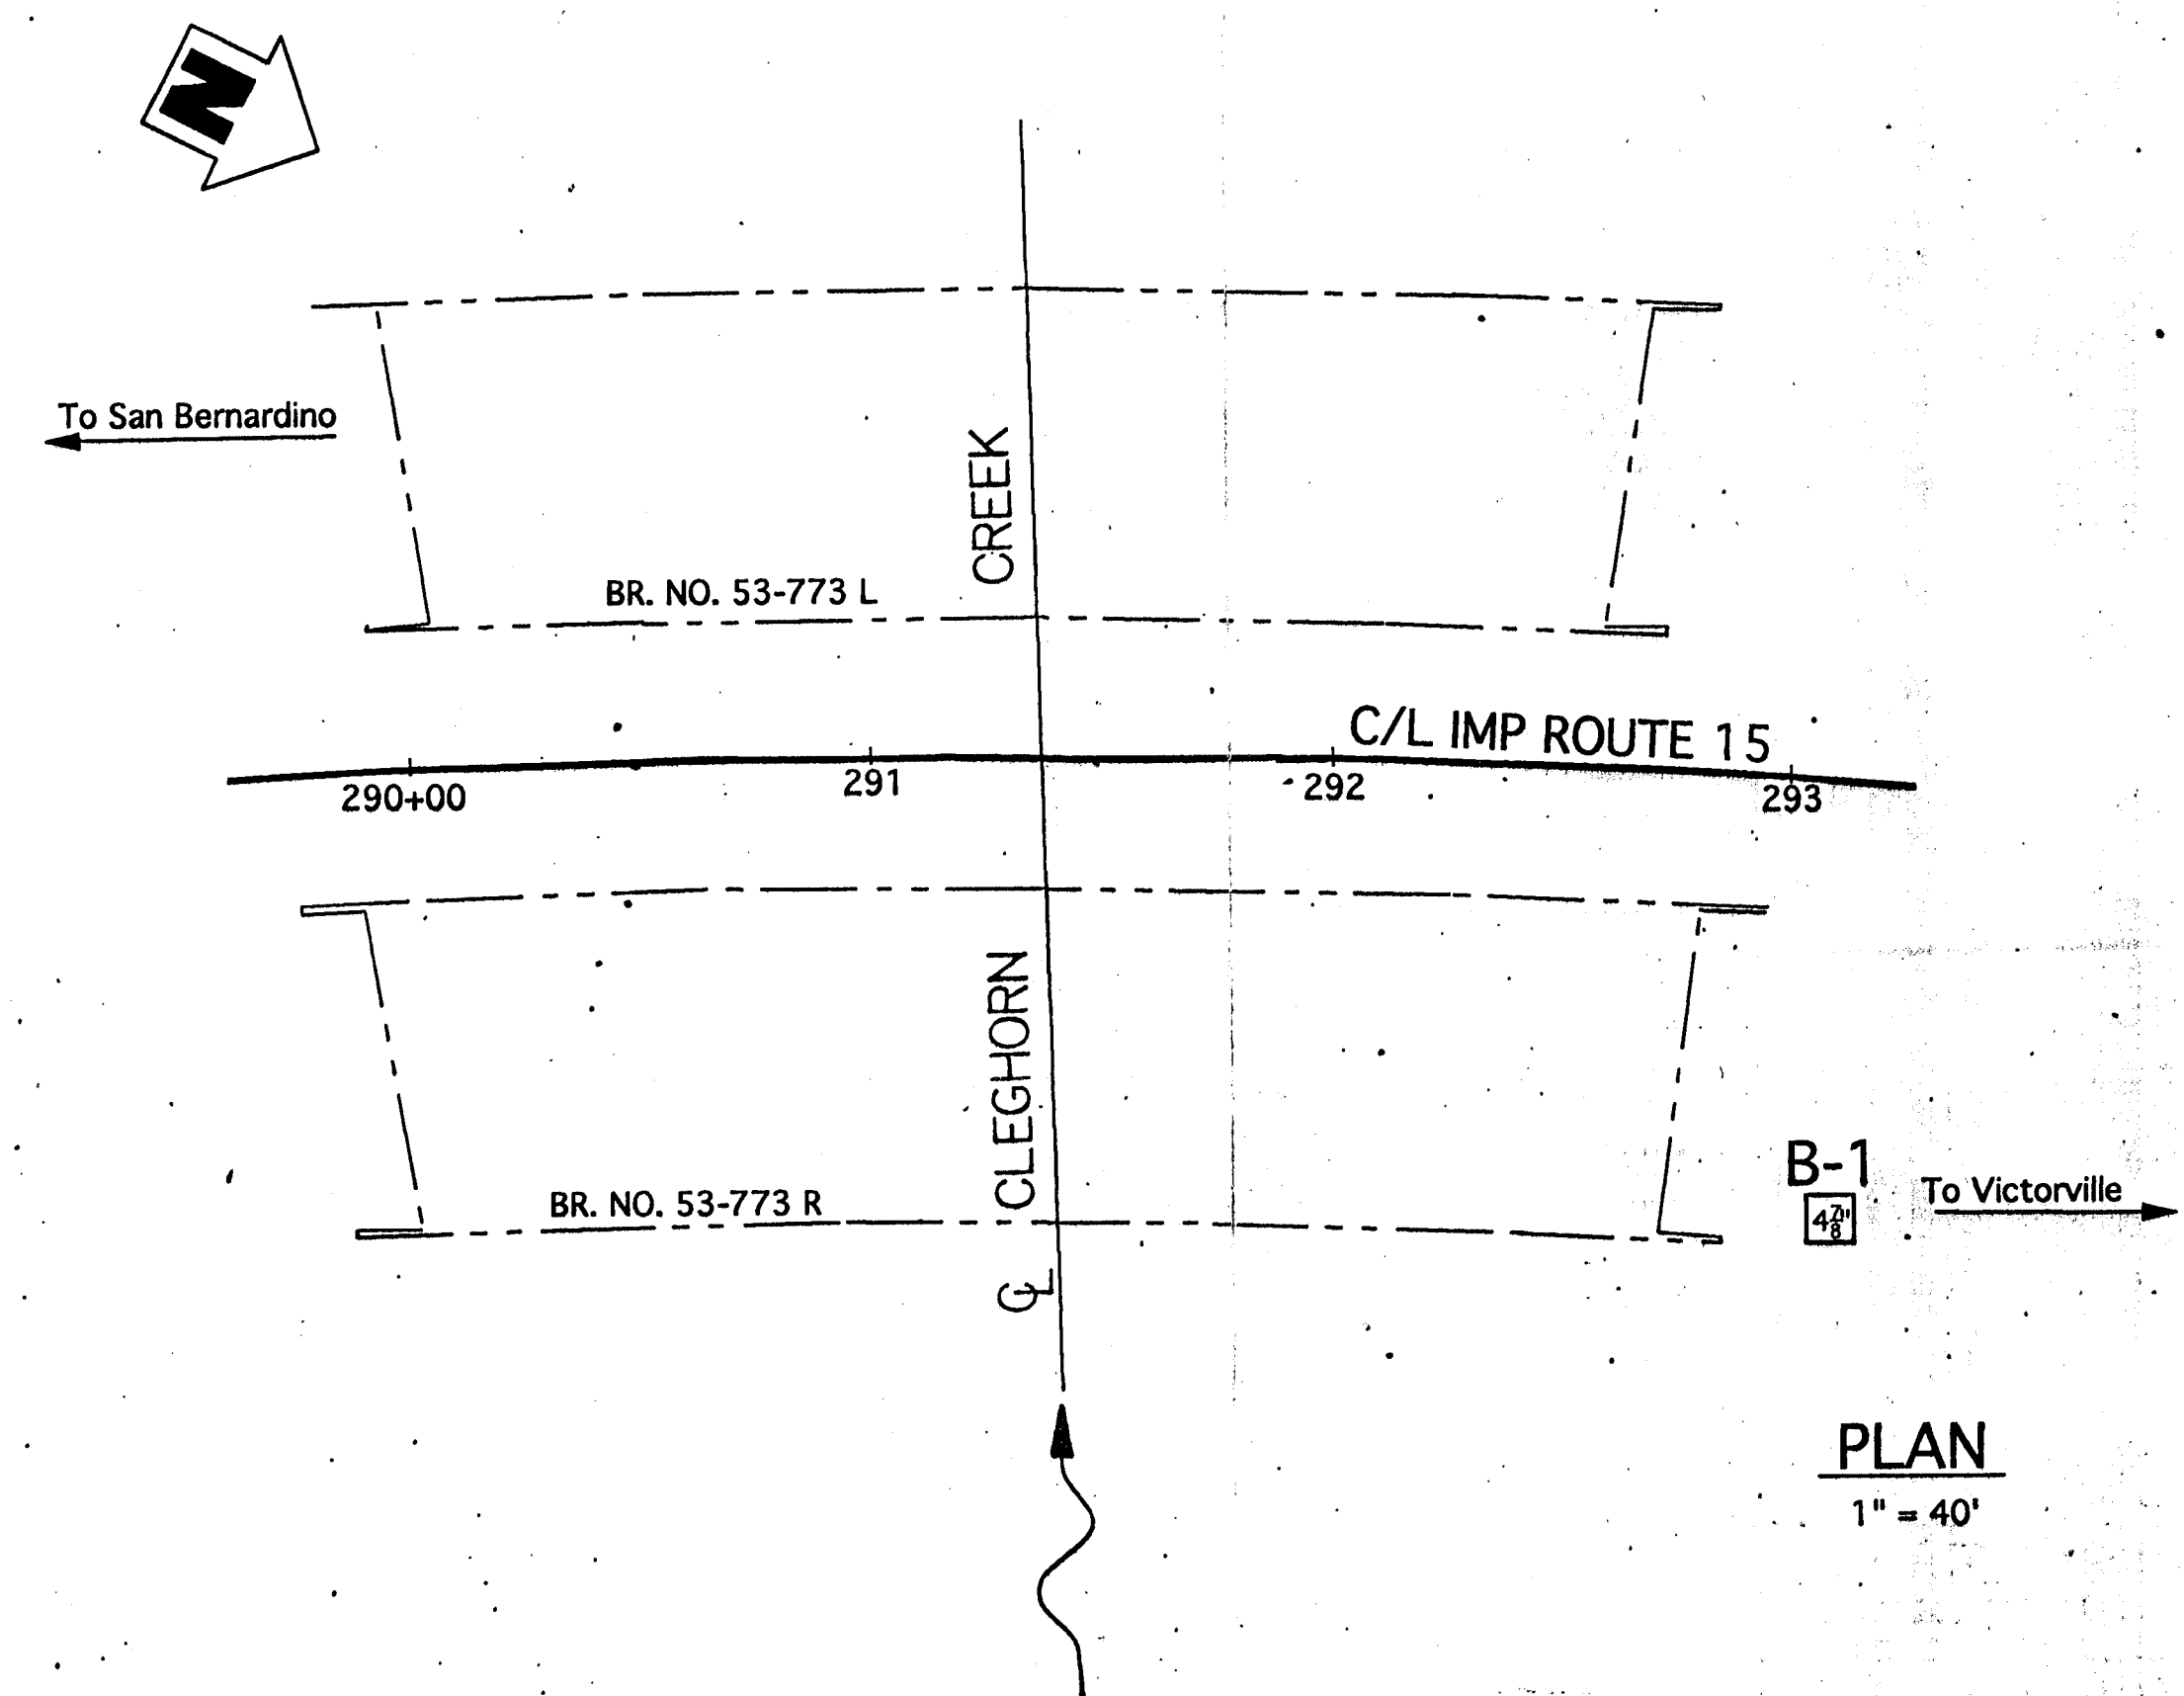 N
To San Bernardino
CREEK
BR. NO. 53-773 L
C/L IMP ROUTE 15
290+00
291
292
293
CLEGHORN
BR. NO. 53-773 R
B-1
4 7/8"
To Victorville
℄
PLAN
1" = 40'